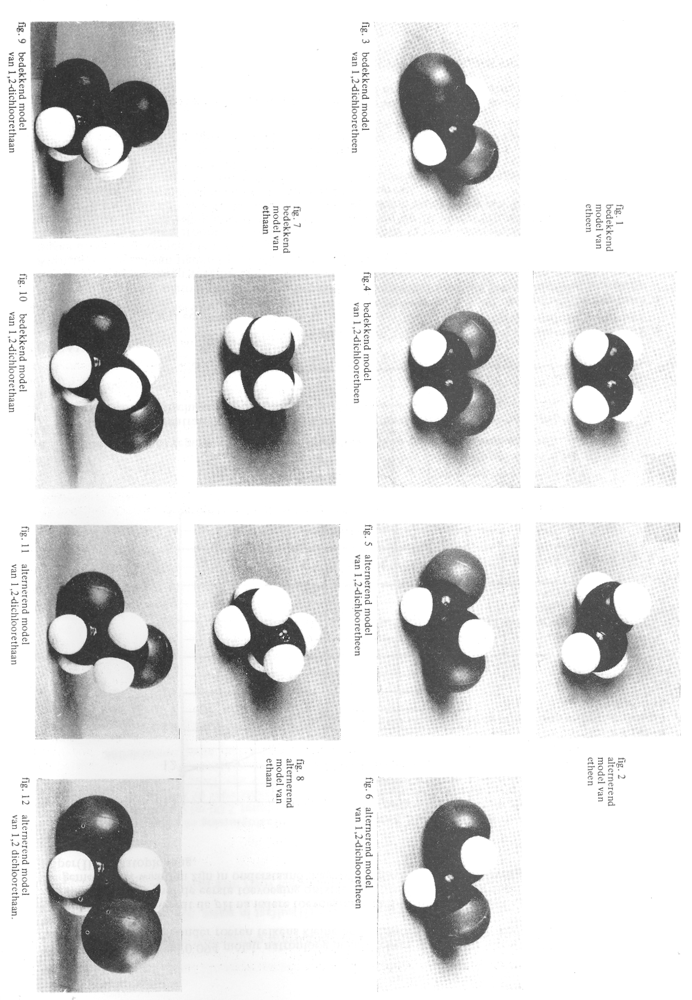 fig. 1
bedekkend
model van
etheen
fig. 2
alternerend
model van
etheen
fig. 3 bedekkend model
van 1,2-dichlooretheen
fig.4 bedekkend model
van 1,2-dichlooretheen
fig. 5 alternerend model
van 1,2-dichlooretheen
fig. 6 alternerend model
van 1,2-dichlooretheen
fig. 7
bedekkend
model van
ethaan
fig. 8
alternerend
model van
ethaan
fig. 9 bedekkend model
van 1,2-dichloorethaan
fig. 10 bedekkend model
van 1,2-dichloorethaan
fig. 11 alternerend model
van 1,2-dichloorethaan
fig. 12 alternerend model
van 1,2 dichloorethaan.